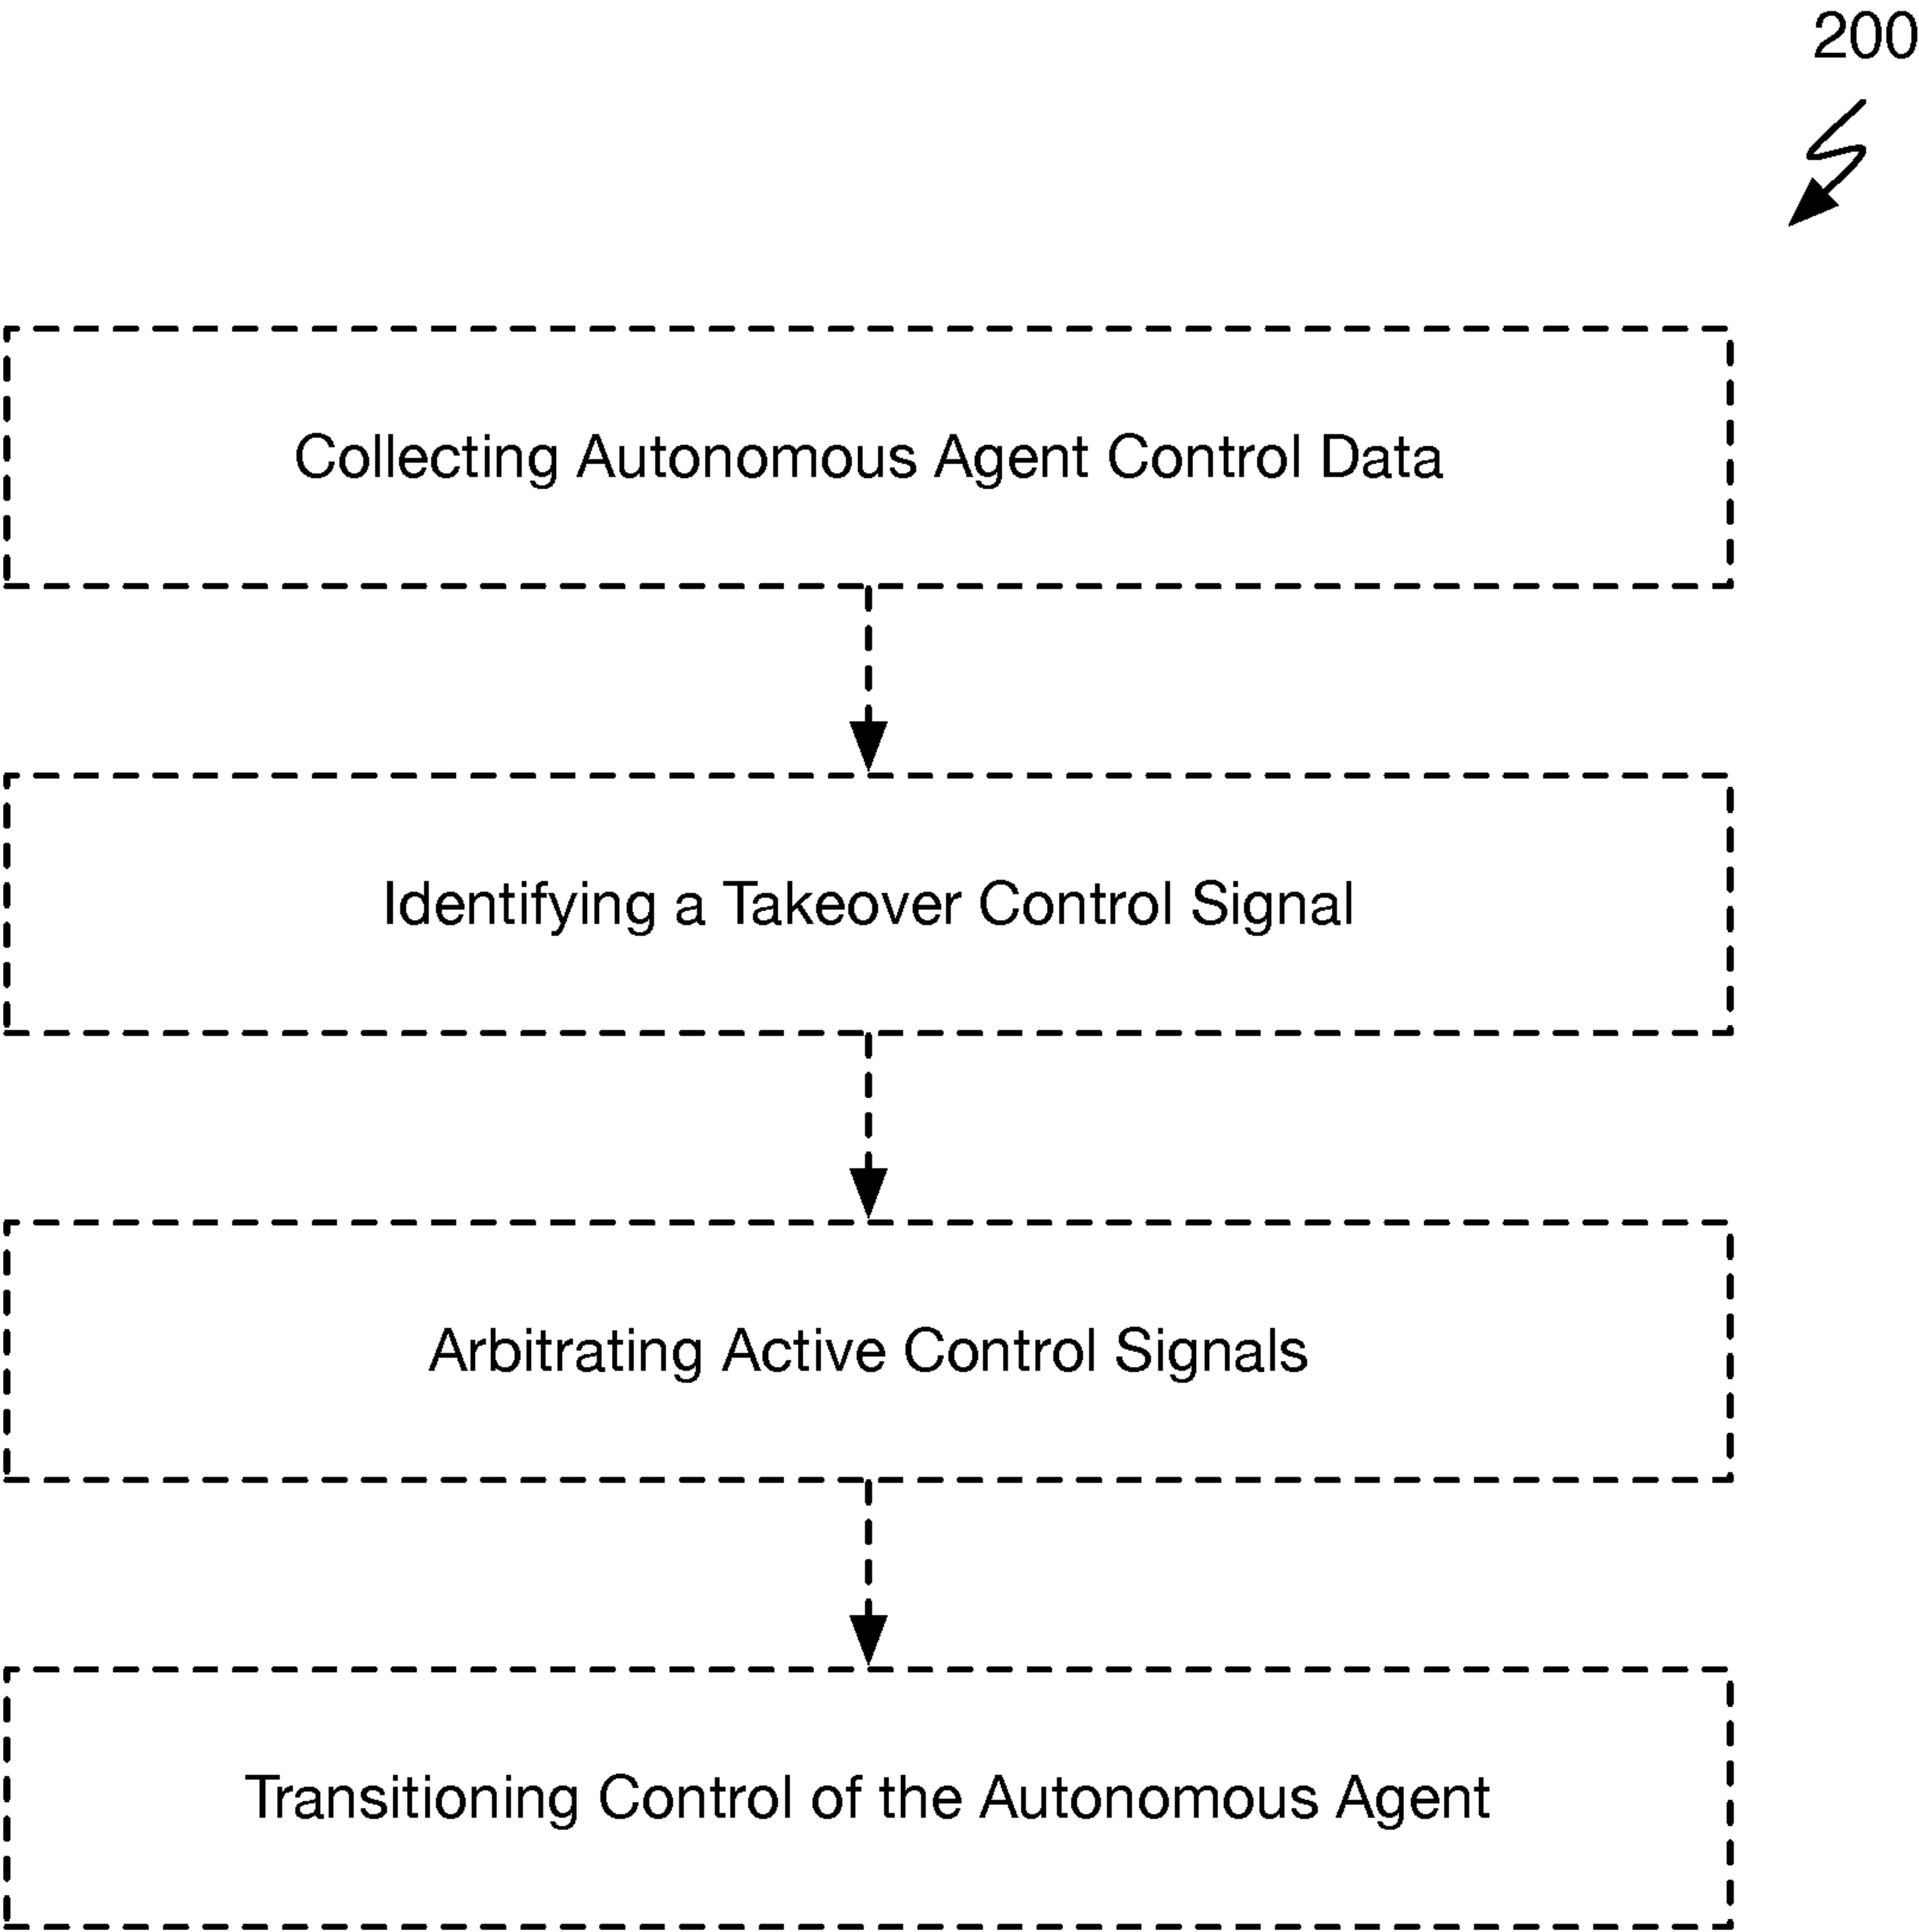 200
Collecting Autonomous Agent Control Data
Identifying a Takeover Control Signal
Arbitrating Active Control Signals
Transitioning Control of the Autonomous Agent